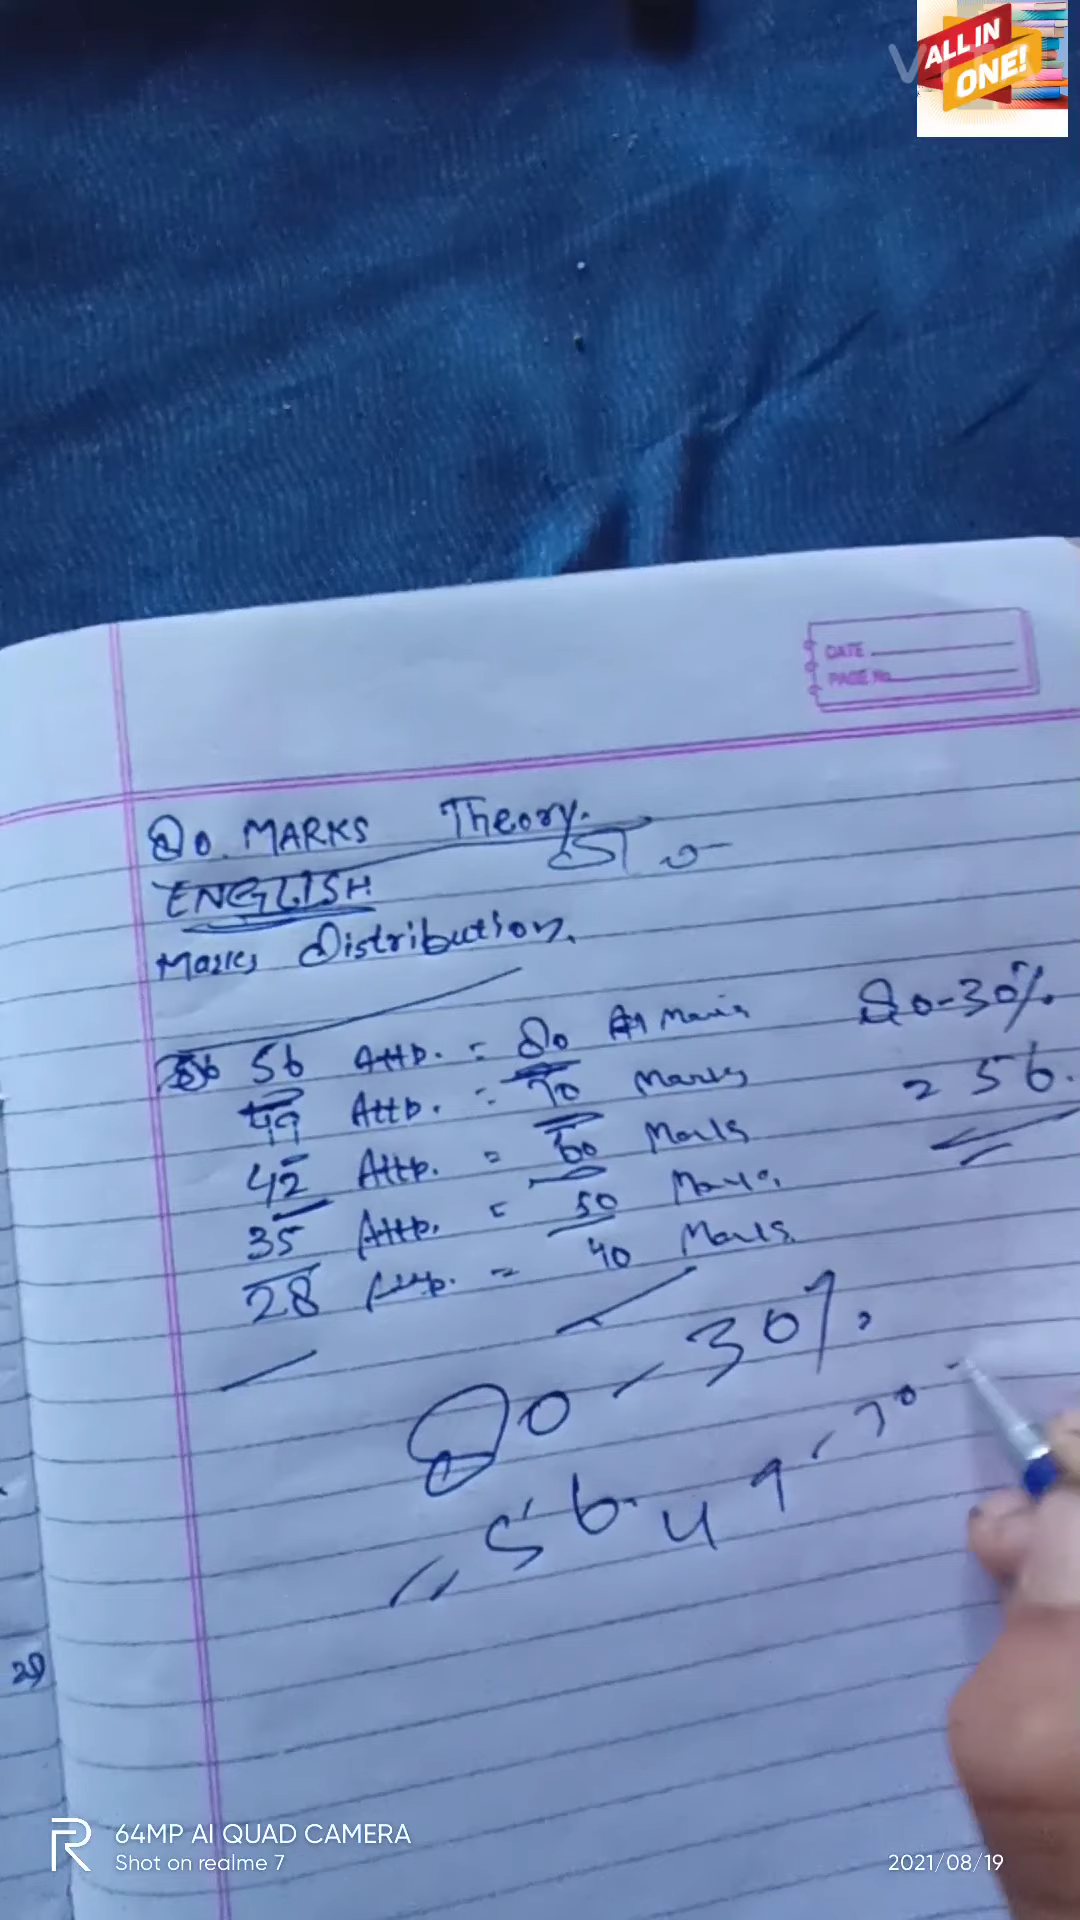 ALL IN
ONE!
DATE
PAGE No.
80. MARKS Theory.
ENGLISH
Marks Distribution.
56 Attp. = 80 Marks 80-30%.
49 Attp. = 70 Marks = 56.
42 Attp. = 60 Marks
35 Attp. = 50 Marks.
28 Attp. = 40 Marks.
80 - 30%
56. 49 - 70 -
29
64MP AI QUAD CAMERA
Shot on realme 7
2021/08/19